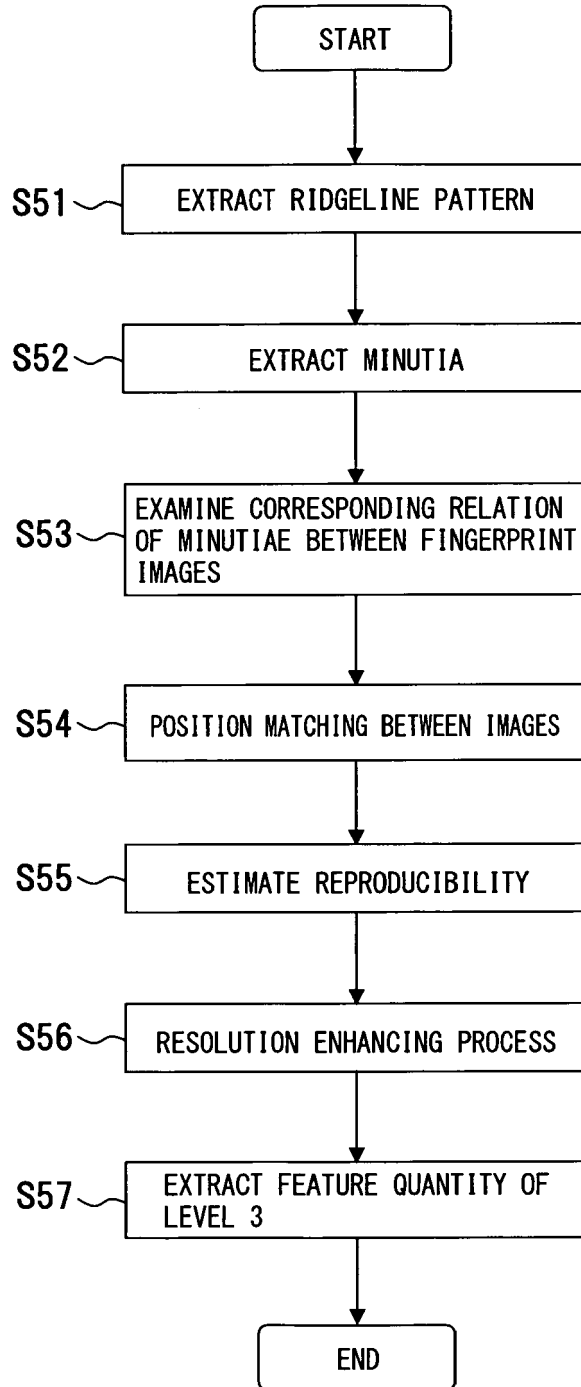 START
S51 EXTRACT RIDGELINE PATTERN
S52 EXTRACT MINUTIA
S53 EXAMINE CORRESPONDING RELATION
OF MINUTIAE BETWEEN FINGERPRINT
IMAGES
S54 POSITION MATCHING BETWEEN IMAGES
S55 ESTIMATE REPRODUCIBILITY
S56 RESOLUTION ENHANCING PROCESS
S57 EXTRACT FEATURE QUANTITY OF
LEVEL 3
END